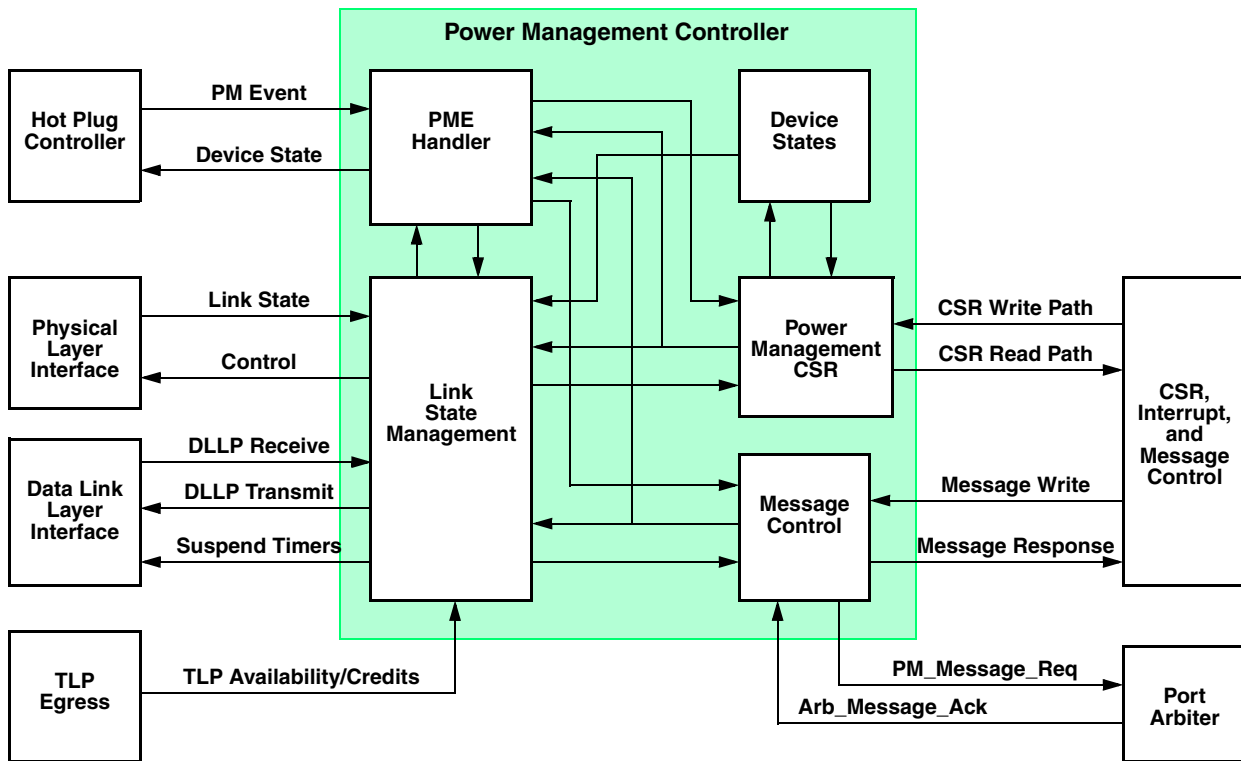 Power Management Controller
Hot Plug
Controller
PM Event
Device State
PME
Handler
Device
States
Physical
Layer
Interface
Link State
Control
Link
State
Management
Power
Management
CSR
CSR Write Path
CSR Read Path
CSR,
Interrupt,
and
Message
Control
Data Link
Layer
Interface
DLLP Receive
DLLP Transmit
Suspend Timers
Message
Control
Message Write
Message Response
TLP
Egress
TLP Availability/Credits
PM_Message_Req
Arb_Message_Ack
Port
Arbiter